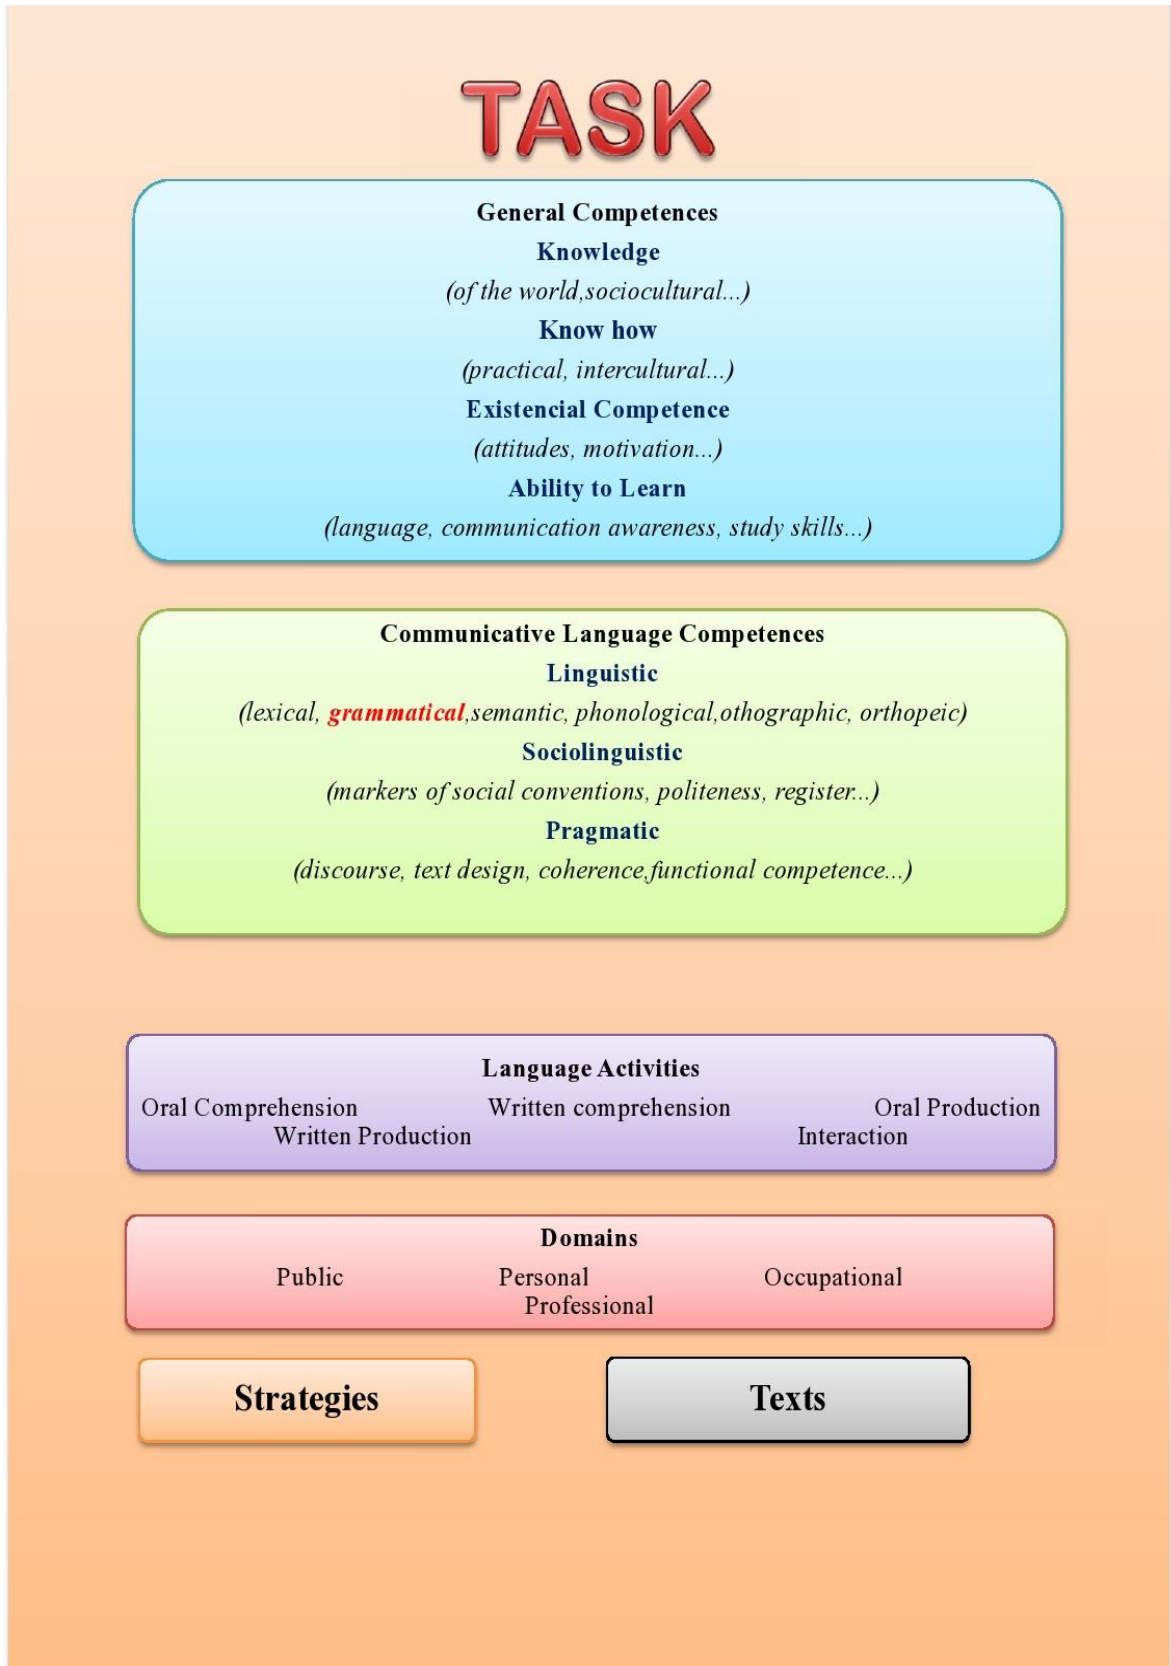 TASK
General Competences
Knowledge
(of the world,sociocultural...)
Know how
(practical, intercultural...)
Existencial Competence
(attitudes, motivation...)
Ability to Learn
(language, communication awareness, study skills...)
Communicative Language Competences
Linguistic
(lexical, grammatical,semantic, phonological,othographic, orthopeic)
Sociolinguistic
(markers of social conventions, politeness, register...)
Pragmatic
(discourse, text design, coherence,functional competence...)
Language Activities
Oral Comprehension Written comprehension Oral Production
Written Production Interaction
Domains
Public Personal Occupational
Professional
Strategies
Texts